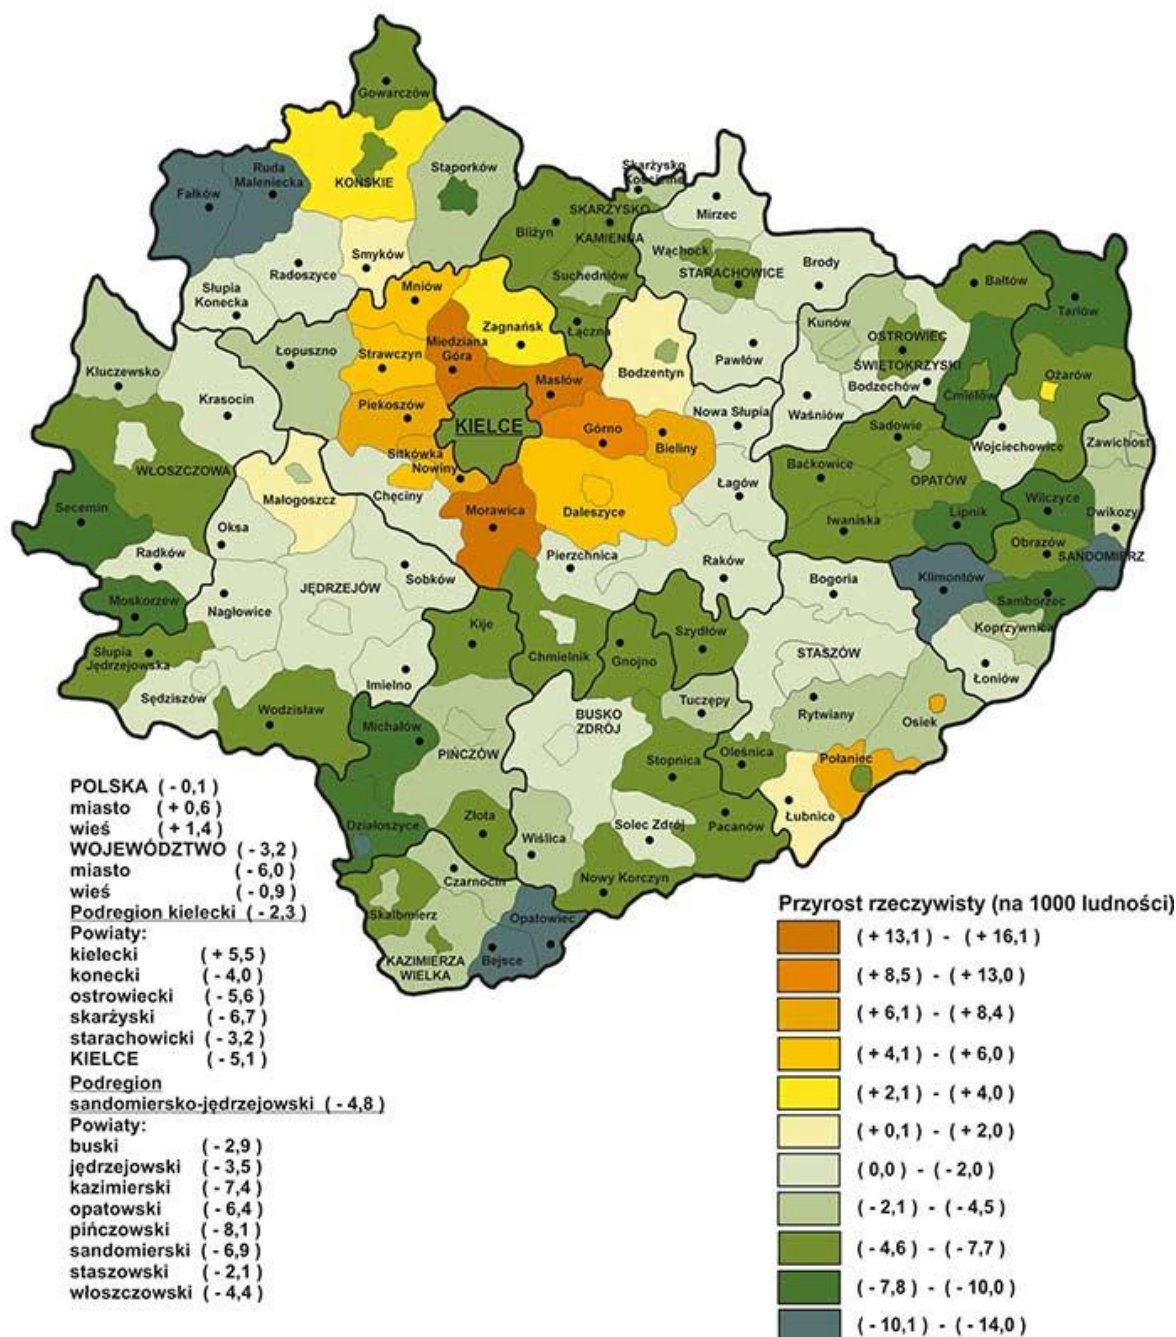 Gowarczów
KOŃSKIE
Stąporków
Ruda
Maleniecka
Fałków
Radoszyce
Smyków
Słupia
Konecka
Skarżysko
Kościelne
SKARŻYSKO
KAMIENNA
Bliżyn
Suchedniów
Łączna
Mirzec
Wąchock
STARACHOWICE
Brody
Pawłów
Kunów
OSTROWIEC
ŚWIĘTOKRZYSKI
Bodzechów
Waśniów
Bałtów
Ćmielów
Tarłów
Ożarów
Wojciechowice
Zawichost
Sadowie
Baćkowice
OPATÓW
Iwaniska
Lipnik
Wilczyce
Dwikozy
Obrazów
SANDOMIERZ
Klimontów
Samborzec
Koprzywnica
Łoniów
Mniów
Zagnańsk
Miedziana
Góra
Strawczyn
Łopuszno
Piekoszów
Masłów
Bodzentyn
Nowa Słupia
Górno
Bieliny
KIELCE
Sitkówka
Nowiny
Chęciny
Morawica
Daleszyce
Łagów
Pierzchnica
Raków
Kluczewsko
Krasocin
WŁOSZCZOWA
Secemin
Radków
Moskorzew
Małogoszcz
Oksa
JĘDRZEJÓW
Sobków
Nagłowice
Słupia
Jędrzejowska
Sędziszów
Imielno
Wodzisław
Kije
Chmielnik
Gnojno
Szydłów
Bogoria
STASZÓW
Rytwiany
Osiek
Tuczępy
Oleśnica
Połaniec
Łubnice
BUSKO
ZDRÓJ
Stopnica
Pacanów
Solec Zdrój
Wiślica
Nowy Korczyn
Michałów
PIŃCZÓW
Działoszyce
Złota
Czarnocin
Skalbmierz
KAZIMIERZA
WIELKA
Opatowiec
Bejsce
POLSKA ( - 0,1 )
miasto ( + 0,6 )
wieś ( + 1,4 )
WOJEWÓDZTWO ( - 3,2 )
miasto ( - 6,0 )
wieś ( - 0,9 )
Podregion kielecki ( - 2,3 )
Powiaty:
kielecki ( + 5,5 )
konecki ( - 4,0 )
ostrowiecki ( - 5,6 )
skarżyski ( - 6,7 )
starachowicki ( - 3,2 )
KIELCE ( - 5,1 )
Podregion
sandomiersko-jędrzejowski ( - 4,8 )
Powiaty:
buski ( - 2,9 )
jędrzejowski ( - 3,5 )
kazimierski ( - 7,4 )
opatowski ( - 6,4 )
pińczowski ( - 8,1 )
sandomierski ( - 6,9 )
staszowski ( - 2,1 )
włoszczowski ( - 4,4 )
Przyrost rzeczywisty (na 1000 ludności)
( + 13,1 ) - ( + 16,1 )
( + 8,5 ) - ( + 13,0 )
( + 6,1 ) - ( + 8,4 )
( + 4,1 ) - ( + 6,0 )
( + 2,1 ) - ( + 4,0 )
( + 0,1 ) - ( + 2,0 )
( 0,0 ) - ( - 2,0 )
( - 2,1 ) - ( - 4,5 )
( - 4,6 ) - ( - 7,7 )
( - 7,8 ) - ( - 10,0 )
( - 10,1 ) - ( - 14,0 )